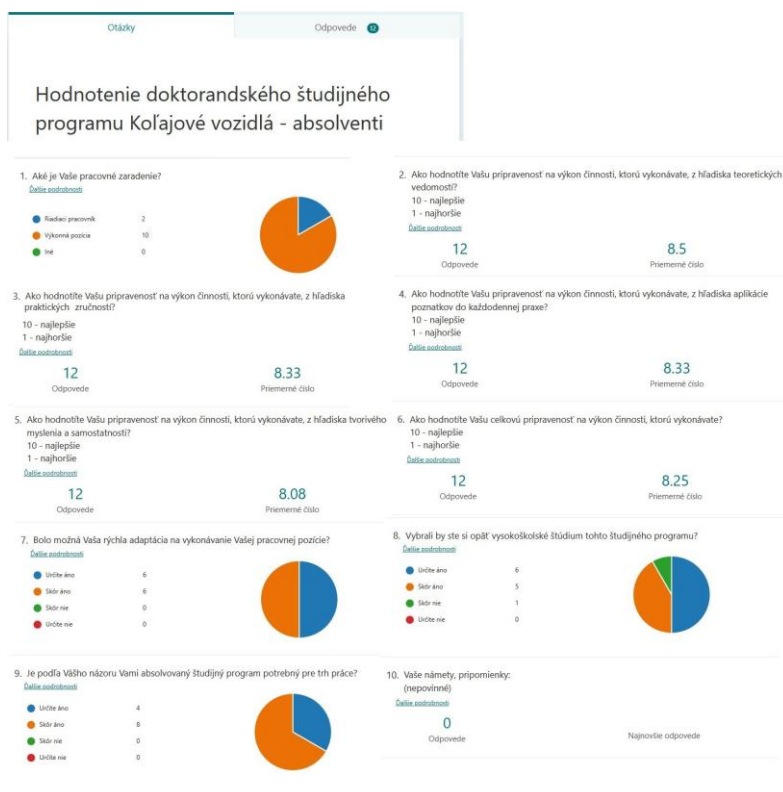 Otázky
Odpovede 12
Hodnotenie doktorandského študijného
programu Koľajové vozidlá - absolventi
1. Aké je Vaše pracovné zaradenie?
Ďalšie podrobnosti
Riadiaci pracovník 2
Výkonná pozícia 10
Iné 0
2. Ako hodnotíte Vašu pripravenosť na výkon činnosti, ktorú vykonávate, z hľadiska teoretických
vedomostí?
10 - najlepšie
1 - najhoršie
Ďalšie podrobnosti
12 8.5
Odpovede Priemerné číslo
3. Ako hodnotíte Vašu pripravenosť na výkon činnosti, ktorú vykonávate, z hľadiska
praktických zručností?
10 - najlepšie
1 - najhoršie
Ďalšie podrobnosti
12 8.33
Odpovede Priemerné číslo
4. Ako hodnotíte Vašu pripravenosť na výkon činnosti, ktorú vykonávate, z hľadiska aplikácie
poznatkov do každodennej praxe?
10 - najlepšie
1 - najhoršie
Ďalšie podrobnosti
12 8.33
Odpovede Priemerné číslo
5. Ako hodnotíte Vašu pripravenosť na výkon činnosti, ktorú vykonávate, z hľadiska tvorivého
myslenia a samostatnosti?
10 - najlepšie
1 - najhoršie
Ďalšie podrobnosti
12 8.08
Odpovede Priemerné číslo
6. Ako hodnotíte Vašu celkovú pripravenosť na výkon činnosti, ktorú vykonávate?
10 - najlepšie
1 - najhoršie
Ďalšie podrobnosti
12 8.25
Odpovede Priemerné číslo
7. Bolo možná Vaša rýchla adaptácia na vykonávanie Vašej pracovnej pozície?
Ďalšie podrobnosti
Určite áno 6
Skôr áno 6
Skôr nie 0
Určite nie 0
8. Vybrali by ste si opäť vysokoškolské štúdium tohto študijného programu?
Ďalšie podrobnosti
Určite áno 6
Skôr áno 5
Skôr nie 1
Určite nie 0
9. Je podľa Vášho názoru Vami absolvovaný študijný program potrebný pre trh práce?
Ďalšie podrobnosti
Určite áno 4
Skôr áno 8
Skôr nie 0
Určite nie 0
10. Vaše námety, pripomienky:
(nepovinné)
Ďalšie podrobnosti
0
Odpovede Najnovšie odpovede